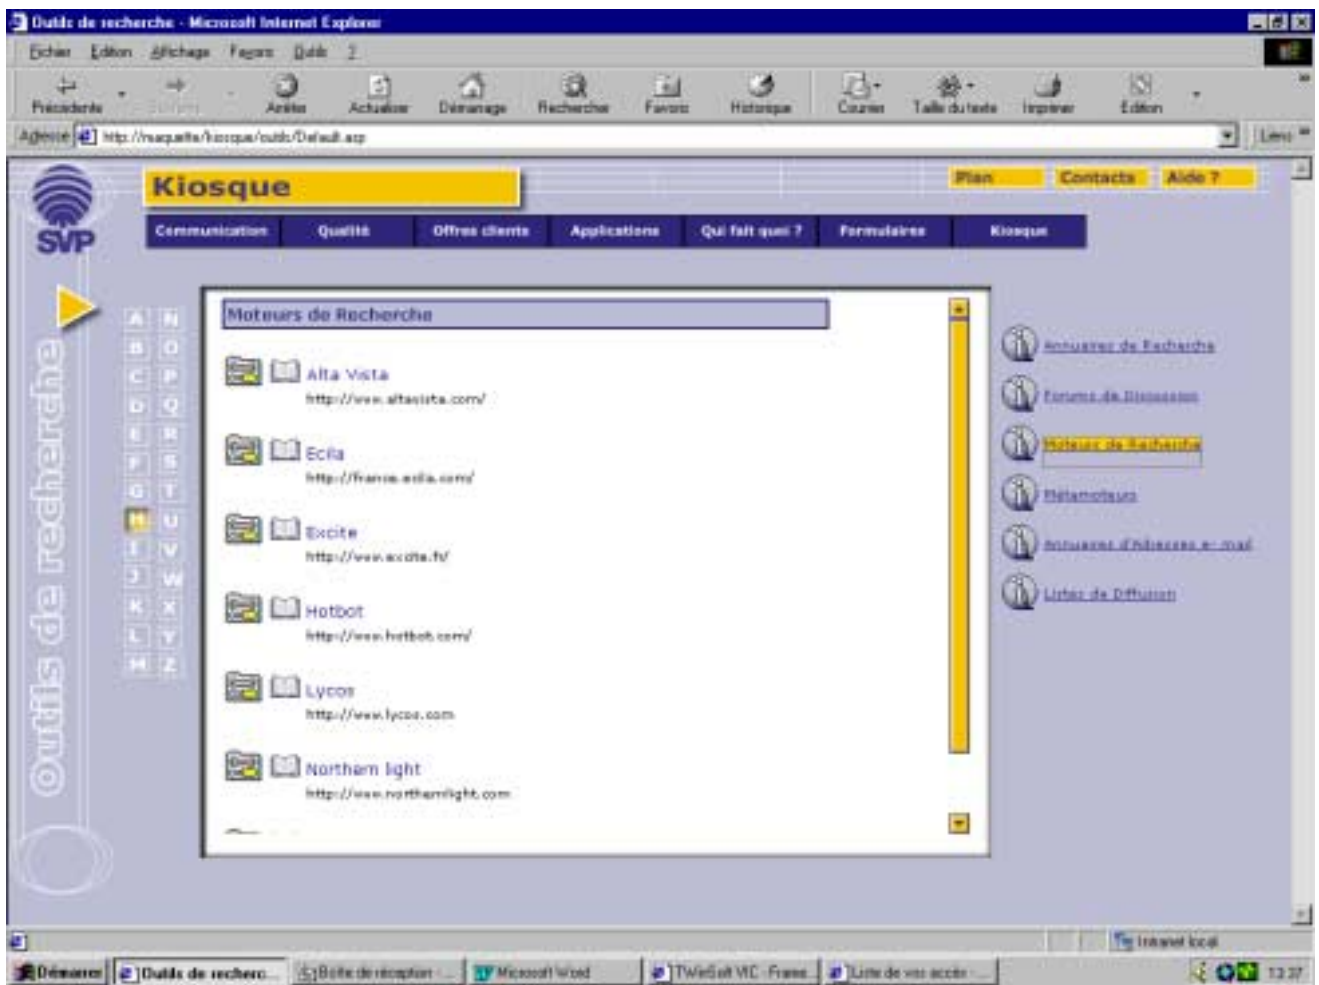 Outils de recherche - Microsoft Internet Explorer
Fichier Edition Affichage Favoris Outils ?
Précédente Suivante Arrêter Actualiser Démarrage Rechercher Favoris Historique Courrier Taille du texte Imprimer Edition
Adresse http://maquette/kiosque/outils/Default.asp Liens
SVP
Kiosque
Plan Contacts Aide ?
Communication Qualité Offres clients Applications Qui fait quoi ? Formulaires Kiosque
Outils de recherche
A N
B O
C P
D Q
E R
F S
G T
H U
I V
J W
K X
L Y
M Z
Moteurs de Recherche
Alta Vista
http://www.altavista.com/
Ecila
http://france.ecila.com/
Excite
http://www.excite.fr/
Hotbot
http://www.hotbot.com/
Lycos
http://www.lycos.com
Northern light
http://www.northernlight.com
Annuaires de Recherche
Forums de Discussion
Moteurs de Recherche
Métamoteurs
Annuaires d'Adresses e-mail
Listes de Diffusion
Intranet local
Démarrer Outils de recherc... Boîte de réception - ... Microsoft Word TWinSoft VIC - Frame... Liste de vos accès - ... 13:37